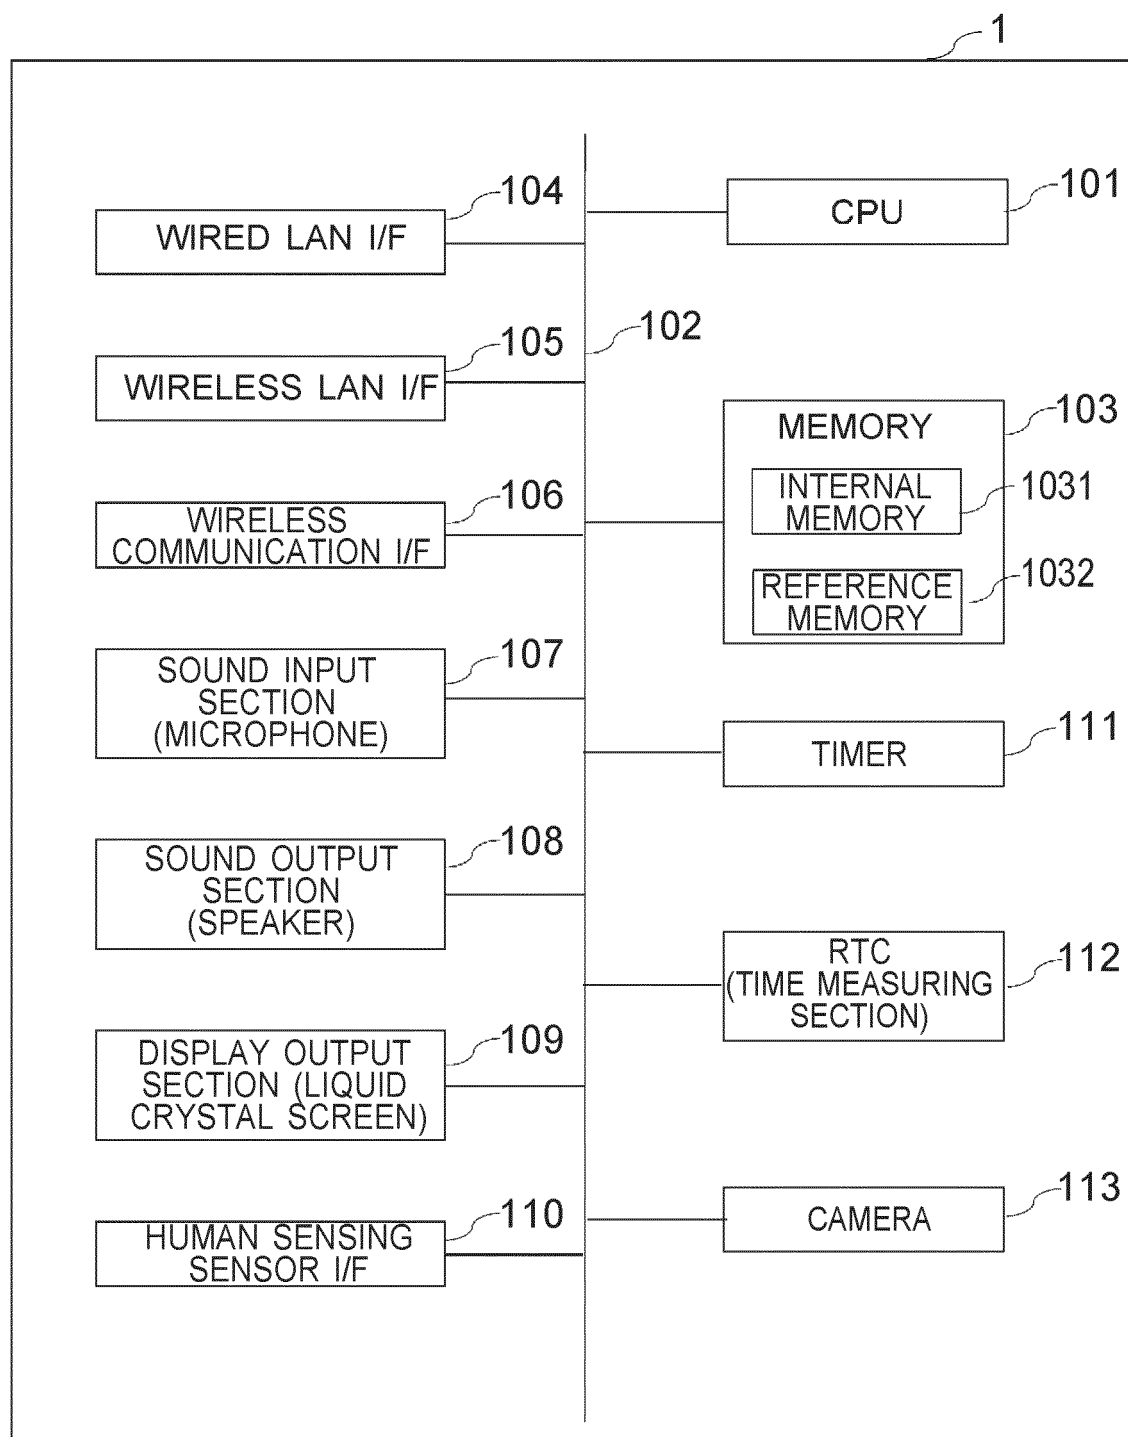 1
104
WIRED LAN I/F
101
CPU
102
105
WIRELESS LAN I/F
103
MEMORY
1031
INTERNAL
MEMORY
1032
REFERENCE
MEMORY
106
WIRELESS
COMMUNICATION I/F
107
SOUND INPUT
SECTION
(MICROPHONE)
111
TIMER
108
SOUND OUTPUT
SECTION
(SPEAKER)
112
RTC
(TIME MEASURING
SECTION)
109
DISPLAY OUTPUT
SECTION (LIQUID
CRYSTAL SCREEN)
113
CAMERA
110
HUMAN SENSING
SENSOR I/F